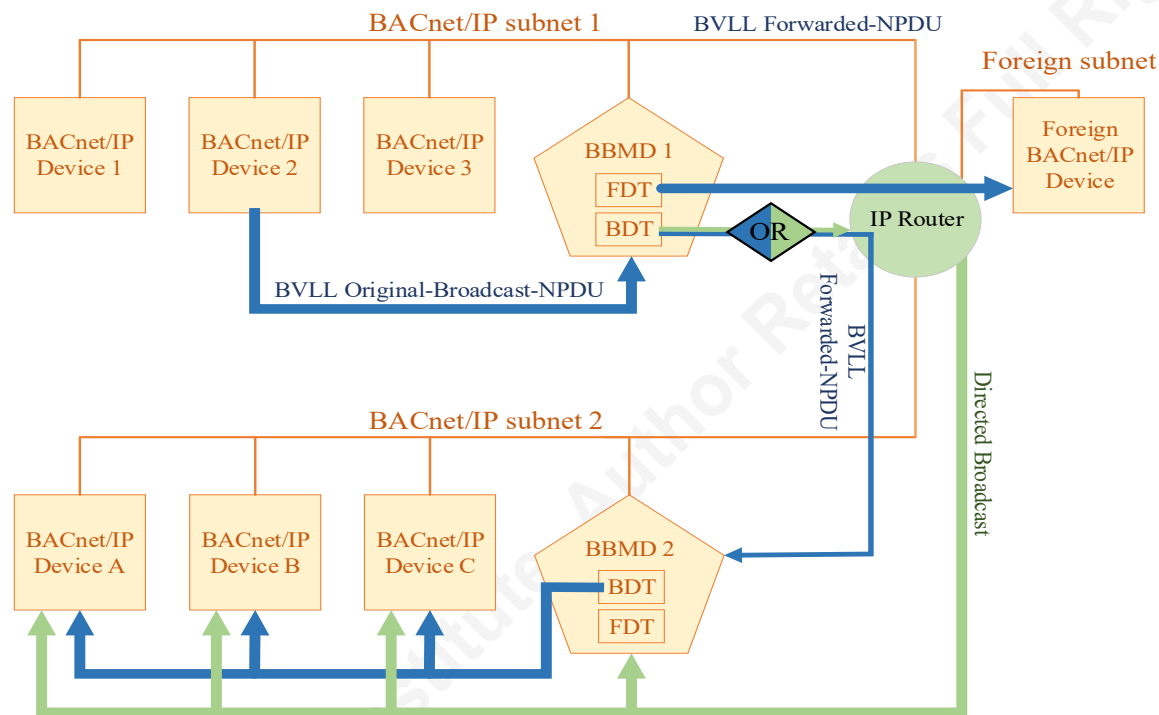 BACnet/IP subnet 1
BVLL Forwarded-NPDU
Foreign subnet
BACnet/IP
Device 1
BACnet/IP
Device 2
BACnet/IP
Device 3
BBMD 1
FDT
BDT
OR
IP Router
Foreign
BACnet/IP
Device
BVLL Original-Broadcast-NPDU
BVLL
Forwarded-NPDU
Directed Broadcast
BACnet/IP subnet 2
BACnet/IP
Device A
BACnet/IP
Device B
BACnet/IP
Device C
BBMD 2
BDT
FDT
Author Retains Full